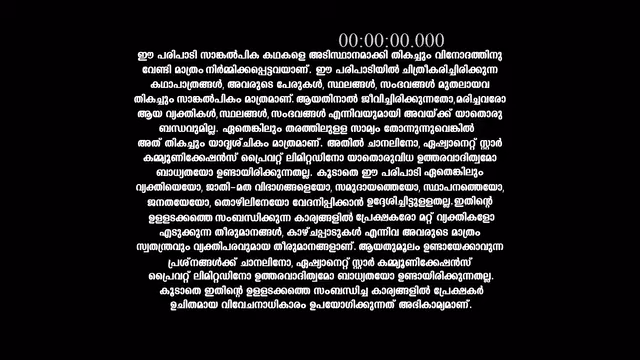 00:00:00.000
ഈ പരിപാടി സാങ്കൽപിക കഥകളെ അടിസ്ഥാനമാക്കി തികച്ചും വിനോദത്തിനു
വേണ്ടി മാത്രം നിർമ്മിക്കപ്പെട്ടവയാണ്. ഈ പരിപാടിയിൽ ചിത്രീകരിച്ചിരിക്കുന്ന
കഥാപാത്രങ്ങൾ, അവരുടെ പേരുകൾ, സ്ഥലങ്ങൾ, സംഭവങ്ങൾ മുതലായവ
തികച്ചും സാങ്കൽപികം മാത്രമാണ്. ആയതിനാൽ ജീവിച്ചിരിക്കുന്നതോ,മരിച്ചവരോ
ആയ വ്യക്തികൾ,സ്ഥലങ്ങൾ,സംഭവങ്ങൾ എന്നിവയുമായി അവയ്ക്ക് യാതൊരു
ബന്ധവുമില്ല. ഏതെങ്കിലും തരത്തിലുള്ള സാമ്യം തോന്നുന്നുവെങ്കിൽ
അത് തികച്ചും യാദൃശ്ചികം മാത്രമാണ്. അതിൽ ചാനലിനോ, ഏഷ്യാനെറ്റ് സ്റ്റാർ
കമ്മ്യൂണിക്കേഷൻസ് പ്രൈവറ്റ് ലിമിറ്റഡിനോ യാതൊരുവിധ ഉത്തരവാദിത്വമോ
ബാധ്യതയോ ഉണ്ടായിരിക്കുന്നതല്ല. കൂടാതെ ഈ പരിപാടി ഏതെങ്കിലും
വ്യക്തിയെയോ, ജാതി-മത വിഭാഗങ്ങളെയോ, സമുദായത്തെയോ, സ്ഥാപനത്തെയോ,
ജനതയേയോ, തൊഴിലിനേയോ വേദനിപ്പിക്കാൻ ഉദ്ദേശിച്ചിട്ടുള്ളതല്ല.ഇതിന്റെ
ഉള്ളടക്കത്തെ സംബന്ധിക്കുന്ന കാര്യങ്ങളിൽ പ്രേക്ഷകരോ മറ്റ് വ്യക്തികളോ
എടുക്കുന്ന തീരുമാനങ്ങൾ, കാഴ്ചപ്പാടുകൾ എന്നിവ അവരുടെ മാത്രം
സ്വതന്ത്രവും വ്യക്തിപരവുമായ തീരുമാനങ്ങളാണ്. ആയതുമൂലം ഉണ്ടായേക്കാവുന്ന
പ്രശ്നങ്ങൾക്ക് ചാനലിനോ, ഏഷ്യാനെറ്റ് സ്റ്റാർ കമ്മ്യൂണിക്കേഷൻസ്
പ്രൈവറ്റ് ലിമിറ്റഡിനോ ഉത്തരവാദിത്വമോ ബാധ്യതയോ ഉണ്ടായിരിക്കുന്നതല്ല.
കൂടാതെ ഇതിന്റെ ഉള്ളടക്കത്തെ സംബന്ധിച്ച കാര്യങ്ങളിൽ പ്രേക്ഷകർ
ഉചിതമായ വിവേചനാധികാരം ഉപയോഗിക്കുന്നത് അഭികാമ്യമാണ്.